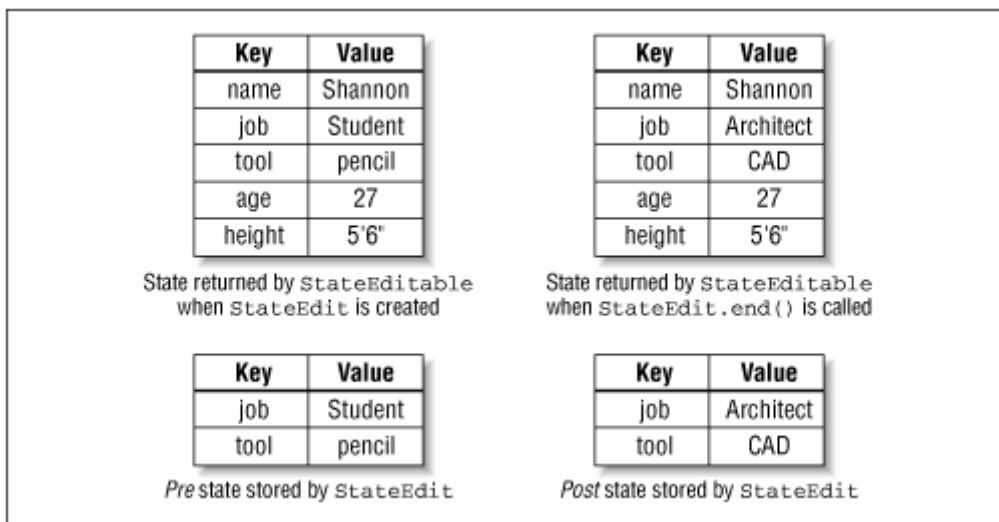 Key Value
name Shannon
job Student
tool pencil
age 27
height 5'6"
State returned by StateEditable
when StateEdit is created
Key Value
name Shannon
job Architect
tool CAD
age 27
height 5'6"
State returned by StateEditable
when StateEdit.end() is called
Key Value
job Student
tool pencil
Pre state stored by StateEdit
Key Value
job Architect
tool CAD
Post state stored by StateEdit